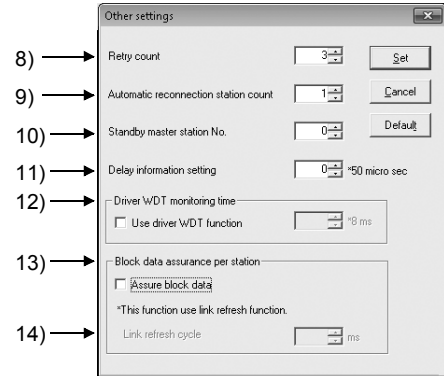 Other settings
8) Retry count 3 Set
9) Automatic reconnection station count 1 Cancel
10) Standby master station No. 0 Default
11) Delay information setting 0 *50 micro sec
12) Driver WDT monitoring time
Use driver WDT function *8 ms
13) Block data assurance per station
Assure block data
*This function use link refresh function.
14) Link refresh cycle ms